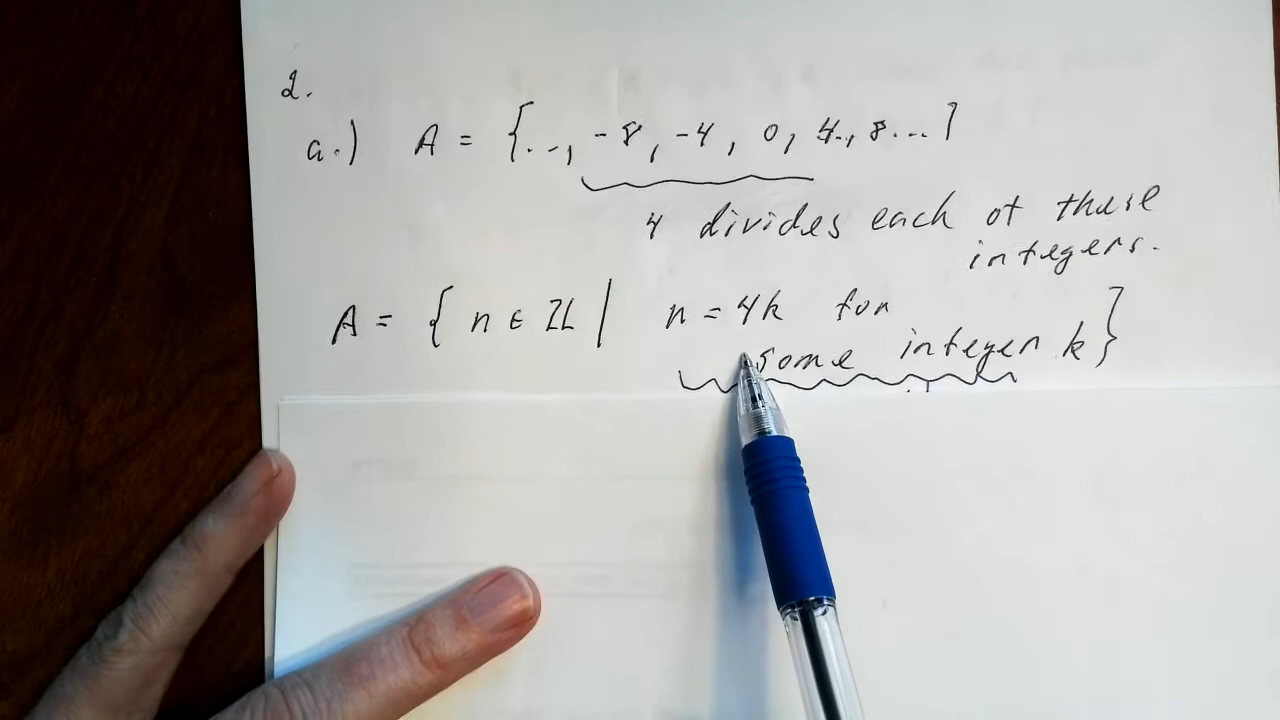 2.
a.) A = {..., -8, -4, 0, 4, 8...}
4 divides each of these
integers.
A = { n ∈ ℤ | n = 4k for
some integer k}